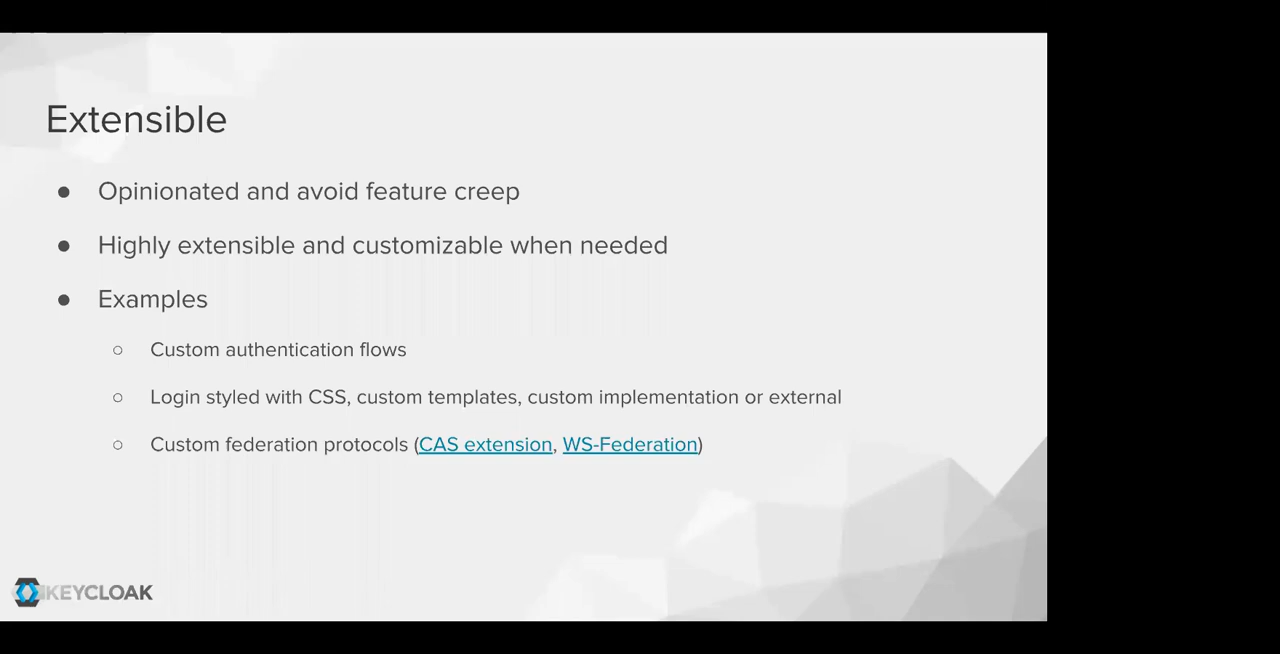 Extensible
● Opinionated and avoid feature creep
● Highly extensible and customizable when needed
● Examples
○ Custom authentication flows
○ Login styled with CSS, custom templates, custom implementation or external
○ Custom federation protocols (CAS extension, WS-Federation)
KEYCLOAK